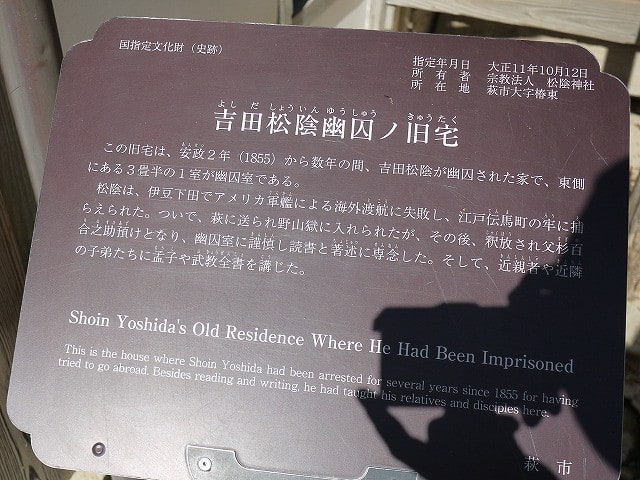 国指定文化財（史跡）
指定年月日　大正11年10月12日
所有者　宗教法人　松陰神社
所在地　萩市大字椿東
よしだしょういんゆうしゅう　きゅうたく
吉田松陰幽囚ノ旧宅
この旧宅は、安政２年（1855）から数年の間、吉田松陰が幽囚された家で、東側
にある３畳半の１室が幽囚室である。
松陰は、伊豆下田でアメリカ軍艦による海外渡航に失敗し、江戸伝馬町の牢に捕
らえられた。ついで、萩に送られ野山獄に入れられたが、その後、釈放され父杉百
合之助預けとなり、幽囚室に謹慎し読書と著述に専念した。そして、近親者や近隣
の子弟たちに孟子や武教全書を講じた。
Shoin Yoshida's Old Residence Where He Had Been Imprisoned
This is the house where Shoin Yoshida had been arrested for several years since 1855 for having
tried to go abroad. Besides reading and writing, he had taught his relatives and disciples here.
萩市